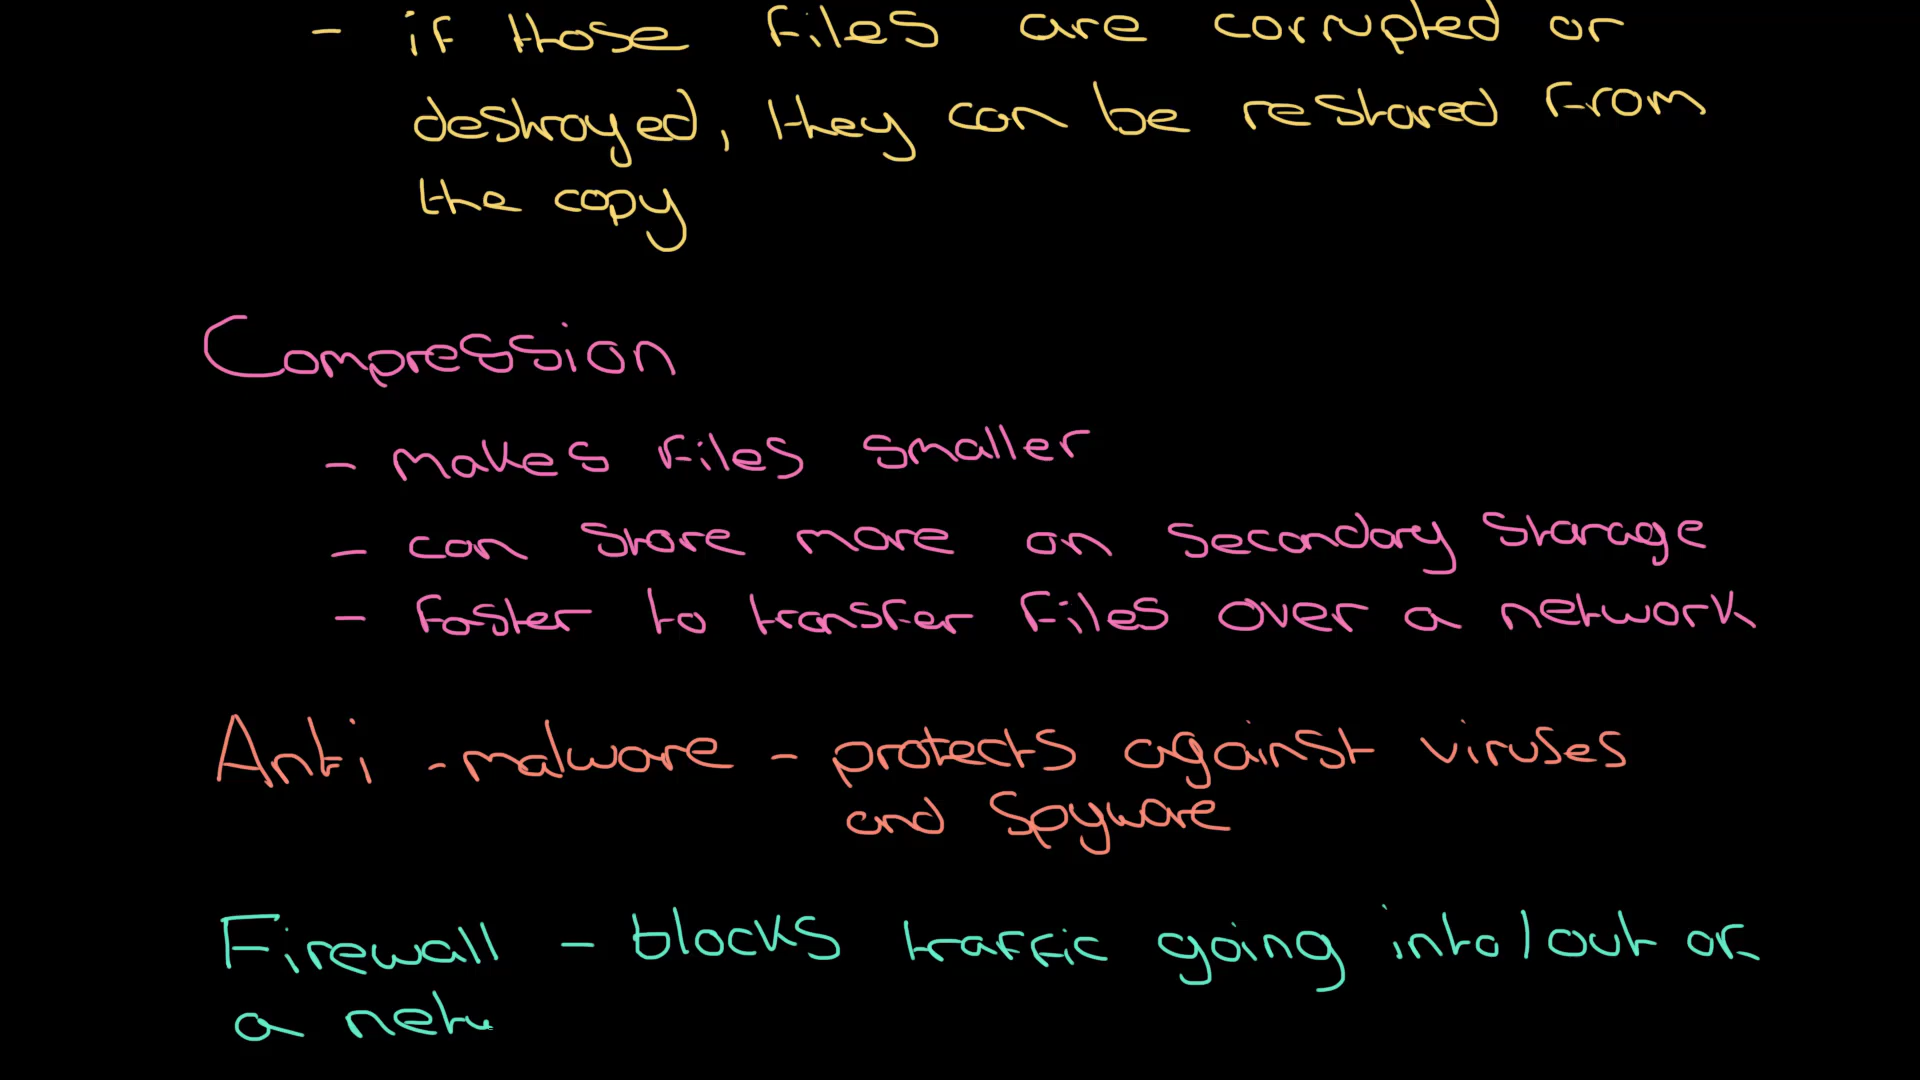 - if those files are corrupted or
destroyed, they can be restored from
the copy
Compression
- makes files smaller
- can store more on secondary storage
- faster to transfer files over a network
Anti-malware - protects against viruses
and spyware
Firewall - blocks traffic going into/out of
a netw